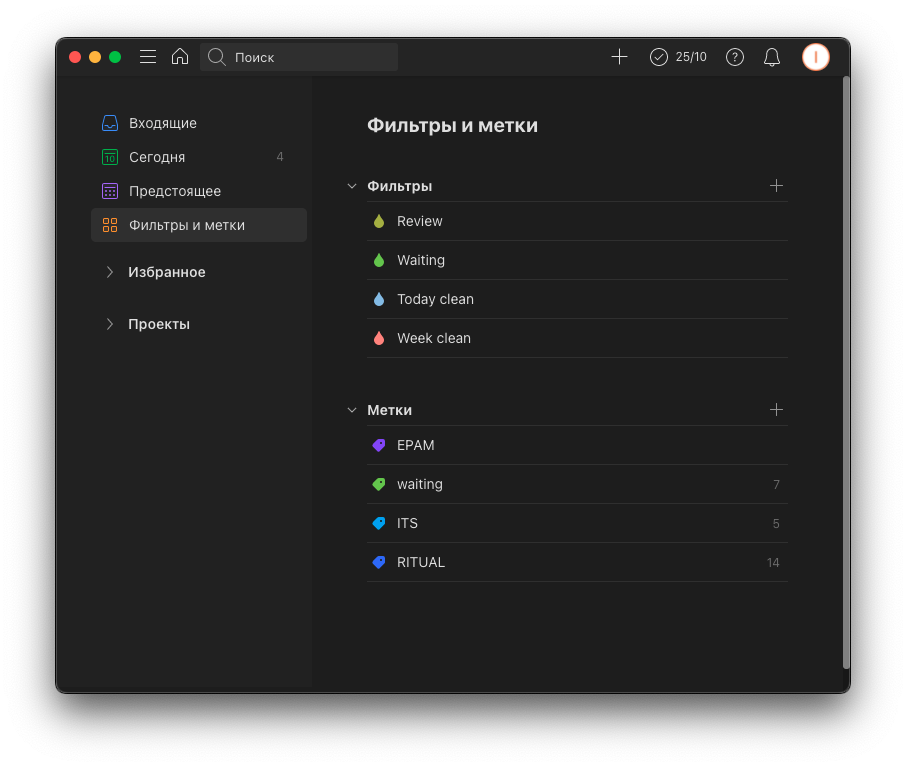 Поиск
25/10
?
I
Входящие
10
Сегодня 4
Предстоящее
Фильтры и метки
Избранное
Проекты
Фильтры и метки
Фильтры
Review
Waiting
Today clean
Week clean
Метки
EPAM
waiting 7
ITS 5
RITUAL 14